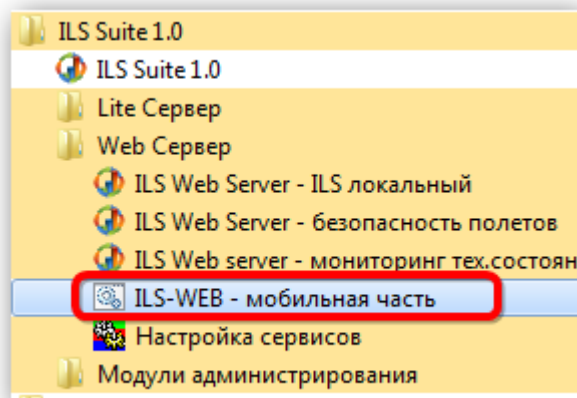 ILS Suite 1.0
ILS Suite 1.0
Lite Сервер
Web Сервер
ILS Web Server - ILS локальный
ILS Web Server - безопасность полетов
ILS Web server - мониторинг тех.состоян
ILS-WEB - мобильная часть
Настройка сервисов
Модули администрирования